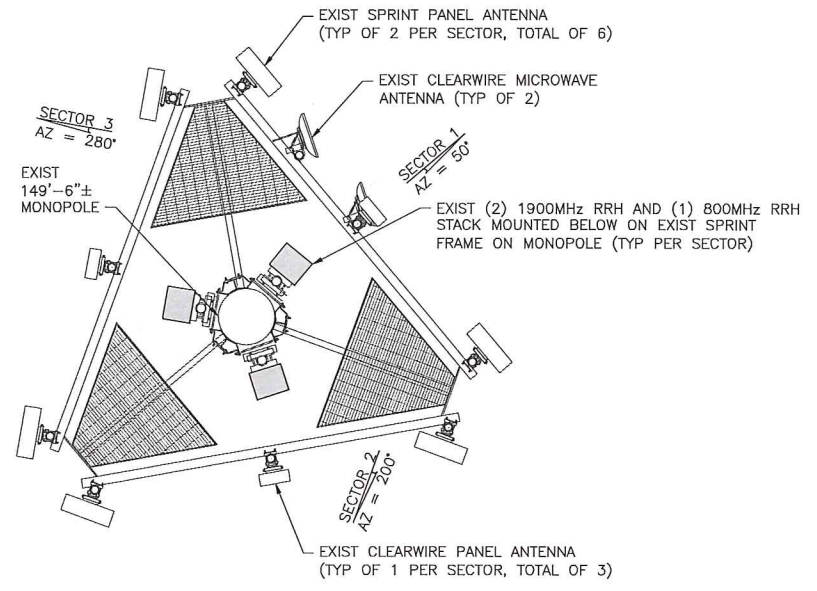 EXIST SPRINT PANEL ANTENNA
(TYP OF 2 PER SECTOR, TOTAL OF 6)
EXIST CLEARWIRE MICROWAVE
ANTENNA (TYP OF 2)
SECTOR 3
AZ = 280°
SECTOR 1
AZ = 50°
EXIST
149'-6"±
MONOPOLE
EXIST (2) 1900MHz RRH AND (1) 800MHz RRH
STACK MOUNTED BELOW ON EXIST SPRINT
FRAME ON MONOPOLE (TYP PER SECTOR)
SECTOR 2
AZ = 200°
EXIST CLEARWIRE PANEL ANTENNA
(TYP OF 1 PER SECTOR, TOTAL OF 3)